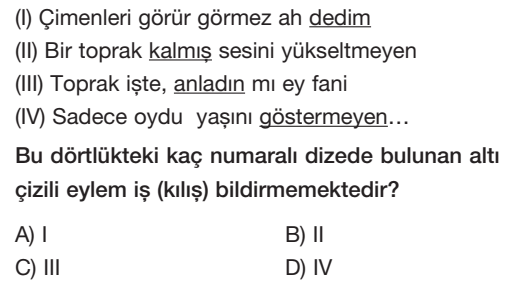 (I) Çimenleri görür görmez ah dedim
(II) Bir toprak kalmış sesini yükseltmeyen
(III) Toprak işte, anladın mı ey fani
(IV) Sadece oydu yaşını göstermeyen...
Bu dörtlükteki kaç numaralı dizede bulunan altı
çizili eylem iş (kılış) bildirmemektedir?
A) I B) II
C) III D) IV